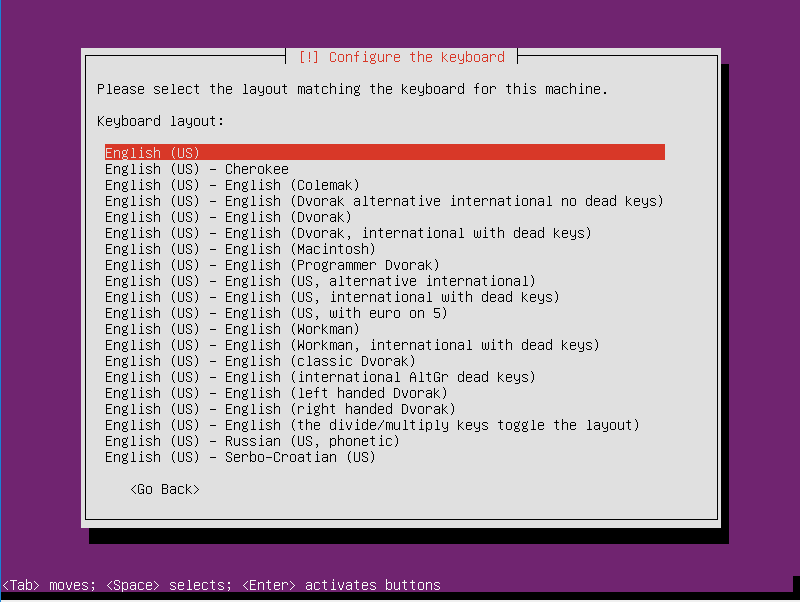 [!] Configure the keyboard
Please select the layout matching the keyboard for this machine.
Keyboard layout:
English (US)
English (US) - Cherokee
English (US) - English (Colemak)
English (US) - English (Dvorak alternative international no dead keys)
English (US) - English (Dvorak)
English (US) - English (Dvorak, international with dead keys)
English (US) - English (Macintosh)
English (US) - English (Programmer Dvorak)
English (US) - English (US, alternative international)
English (US) - English (US, international with dead keys)
English (US) - English (US, with euro on 5)
English (US) - English (Workman)
English (US) - English (Workman, international with dead keys)
English (US) - English (classic Dvorak)
English (US) - English (international AltGr dead keys)
English (US) - English (left handed Dvorak)
English (US) - English (right handed Dvorak)
English (US) - English (the divide/multiply keys toggle the layout)
English (US) - Russian (US, phonetic)
English (US) - Serbo-Croatian (US)
<Go Back>
<Tab> moves; <Space> selects; <Enter> activates buttons